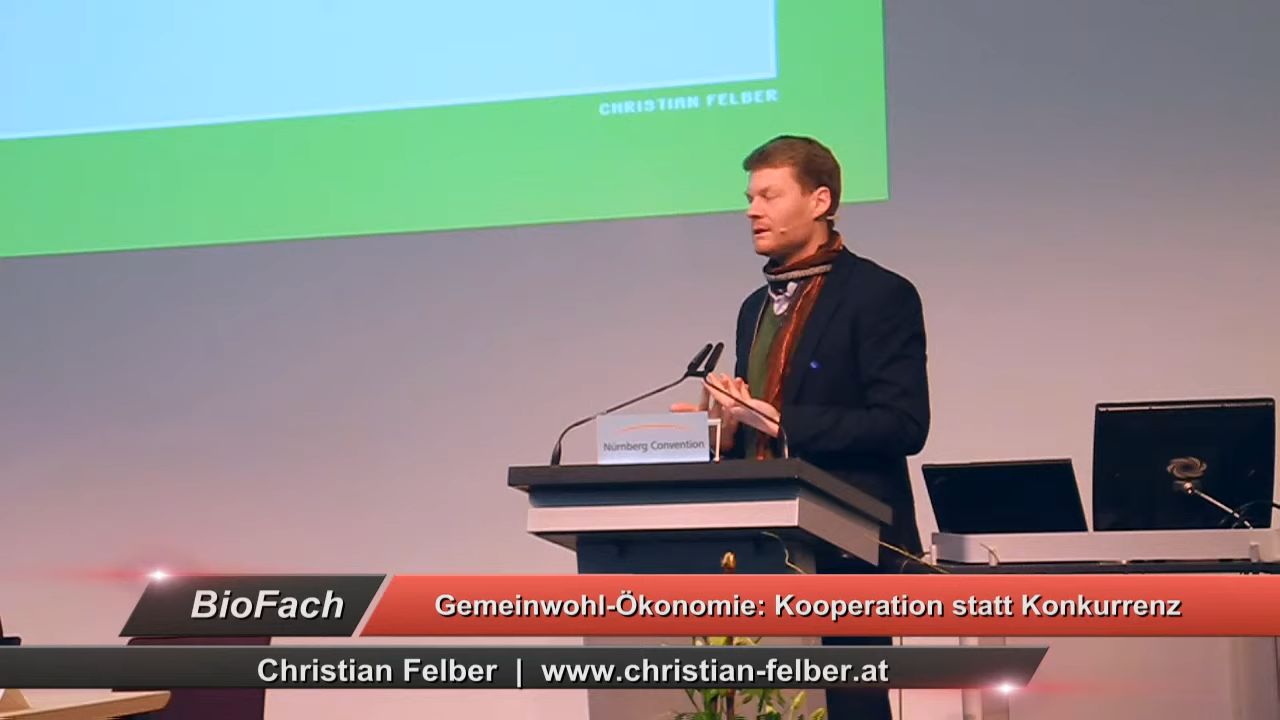 CHRISTIAN FELBER
Nürnberg Convention
BioFach
Gemeinwohl-Ökonomie: Kooperation statt Konkurrenz
Christian Felber | www.christian-felber.at